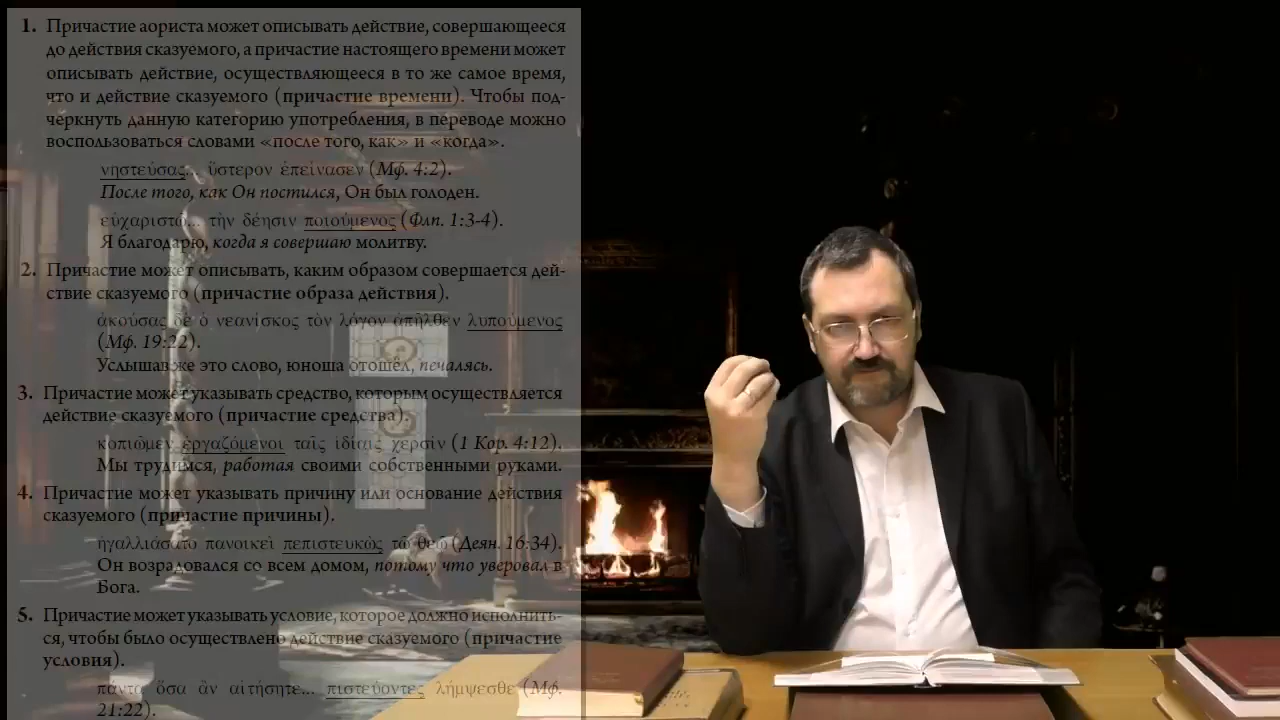 1. Причастие аориста может описывать действие, совершающееся
до действия сказуемого, а причастие настоящего времени может
описывать действие, осуществляющееся в то же самое время,
что и действие сказуемого (причастие времени). Чтобы под-
черкнуть данную категорию употребления, в переводе можно
воспользоваться словами «после того, как» и «когда».
νηστεύσας... ὕστερον ἐπείνασεν (Мф. 4:2).
После того, как Он постился, Он был голоден.
εὐχαριστῶ... τὴν δέησιν ποιούμενος (Флп. 1:3-4).
Я благодарю, когда я совершаю молитву.
2. Причастие может описывать, каким образом совершается дей-
ствие сказуемого (причастие образа действия).
ἀκούσας δὲ ὁ νεανίσκος τὸν λόγον ἀπῆλθεν λυπούμενος
(Мф. 19:22).
Услышав же это слово, юноша отошёл, печалясь.
3. Причастие может указывать средство, которым осуществляется
действие сказуемого (причастие средства).
κοπιῶμεν ἐργαζόμενοι ταῖς ἰδίαις χερσίν (1 Кор. 4:12).
Мы трудимся, работая своими собственными руками.
4. Причастие может указывать причину или основание действия
сказуемого (причастие причины).
ἠγαλλιάσατο πανοικεὶ πεπιστευκὼς τῷ θεῷ (Деян. 16:34).
Он возрадовался со всем домом, потому что уверовал в
Бога.
5. Причастие может указывать условие, которое должно исполнить-
ся, чтобы было осуществлено действие сказуемого (причастие
условия).
πάντα ὅσα ἂν αἰτήσητε... πιστεύοντες λήμψεσθε (Мф.
21:22).